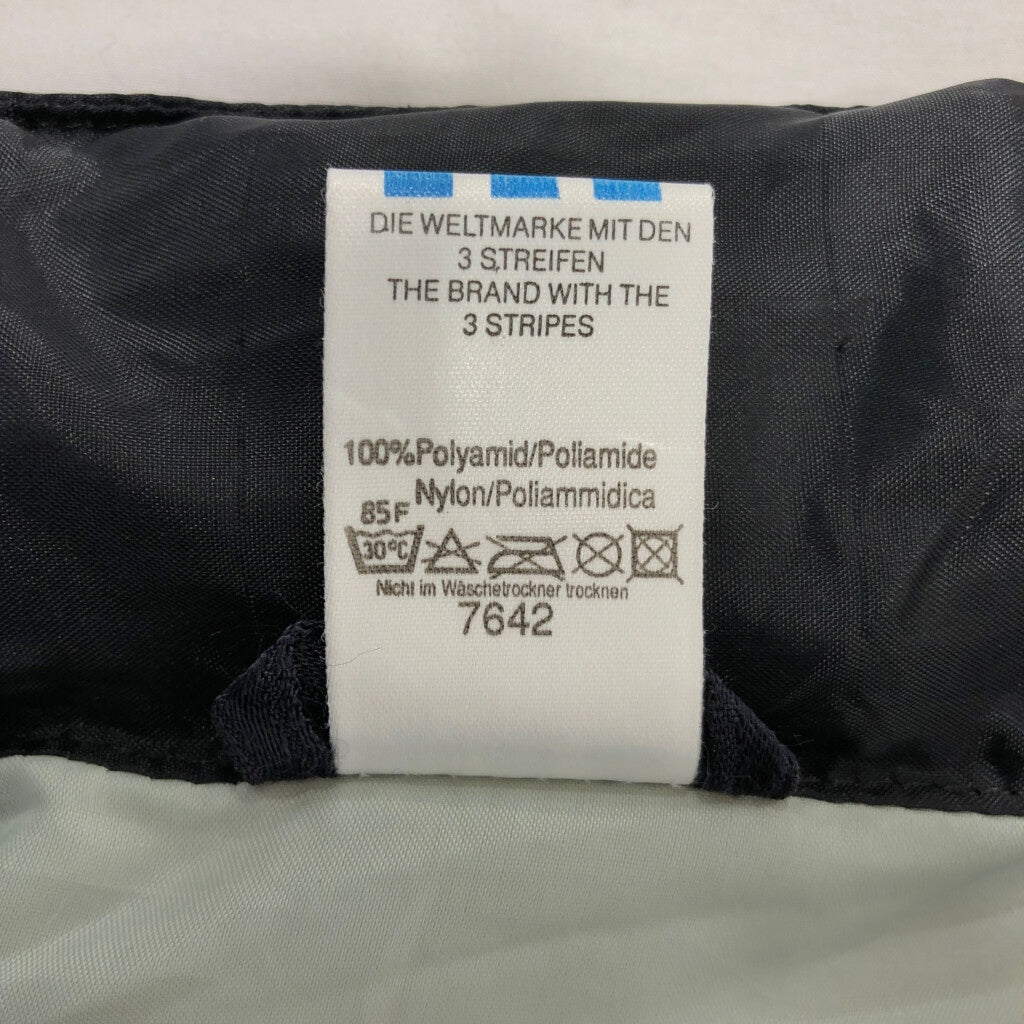 DIE WELTMARKE MIT DEN
3 STREIFEN
THE BRAND WITH THE
3 STRIPES
100%Polyamid/Poliamide
Nylon/Poliammidica
85F
30°C
Nicht im Wäschetrockner trocknen
7642